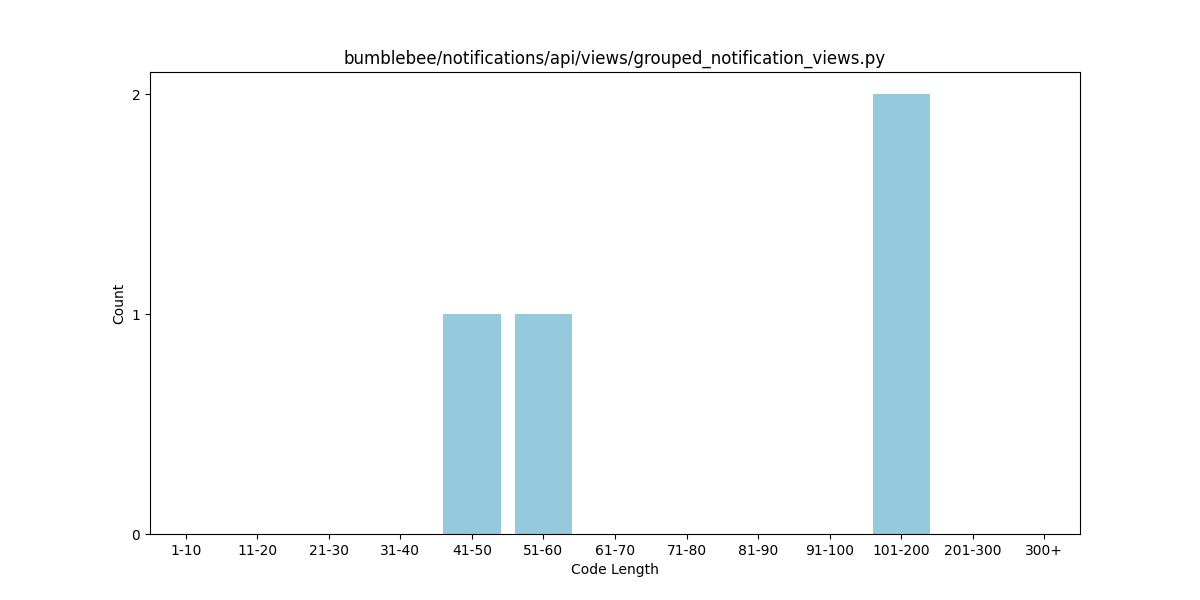 bumblebee/notifications/api/views/grouped_notification_views.py
Count
2
1
0
1-10 11-20 21-30 31-40 41-50 51-60 61-70 71-80 81-90 91-100 101-200 201-300 300+
Code Length